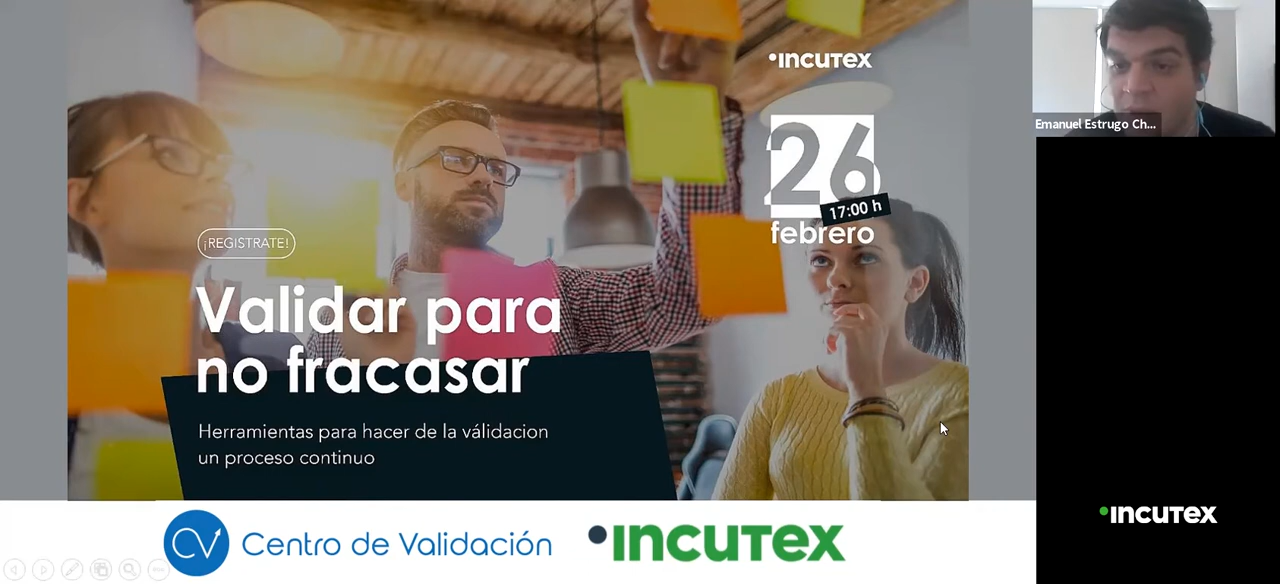 •INCUTEX
26
17:00 h
febrero
¡REGISTRATE!
Validar para
no fracasar
Herramientas para hacer de la válidacion
un proceso continuo
CV Centro de Validación
•INCUTEX
Emanuel Estrugo Ch...
•INCUTEX